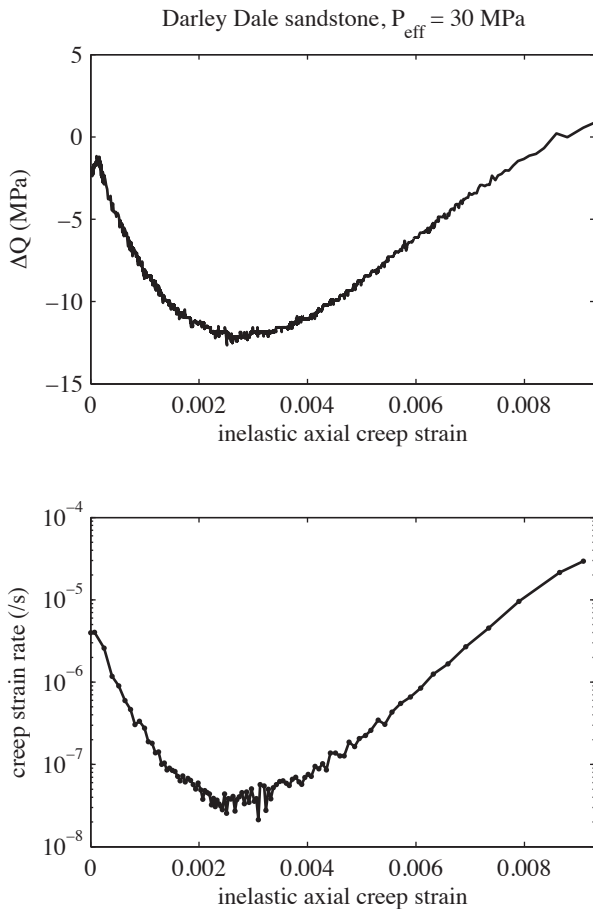 Darley Dale sandstone, P_eff = 30 MPa
5
0
−5
−10
−15
ΔQ (MPa)
0 0.002 0.004 0.006 0.008
inelastic axial creep strain
10^−4
10^−5
10^−6
10^−7
10^−8
creep strain rate (/s)
0 0.002 0.004 0.006 0.008
inelastic axial creep strain